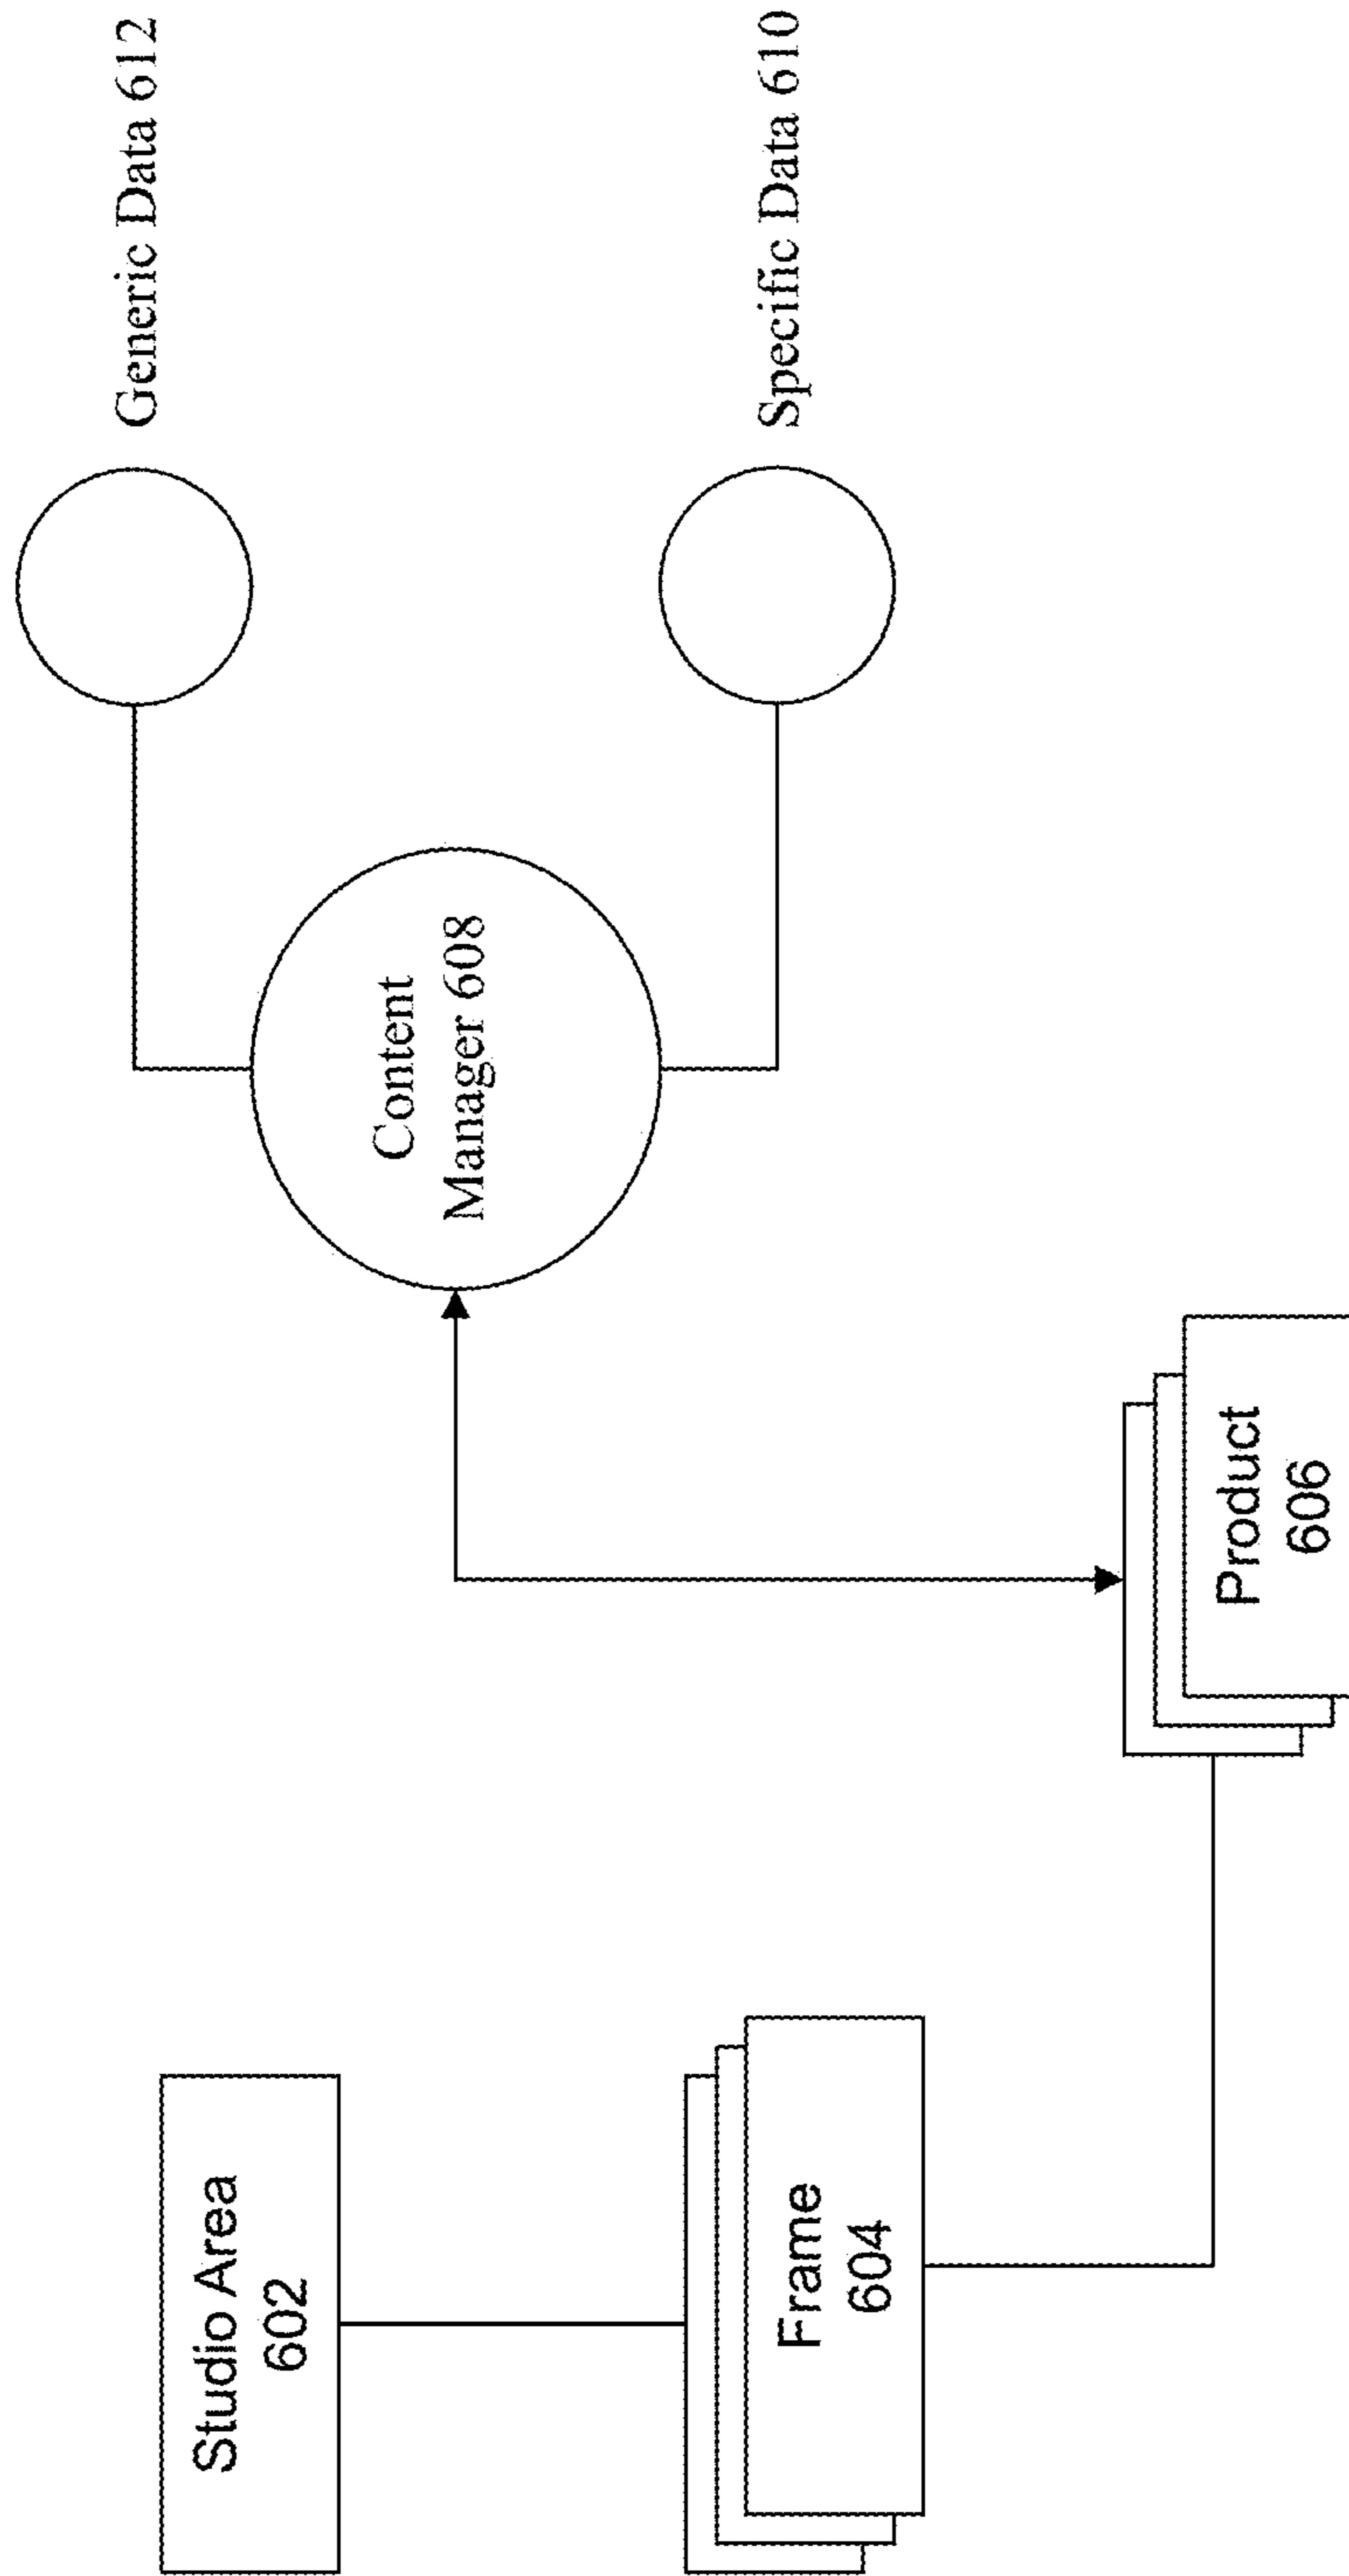 Studio Area
602
Frame
604
Product
606
Content
Manager 608
Generic Data 612
Specific Data 610